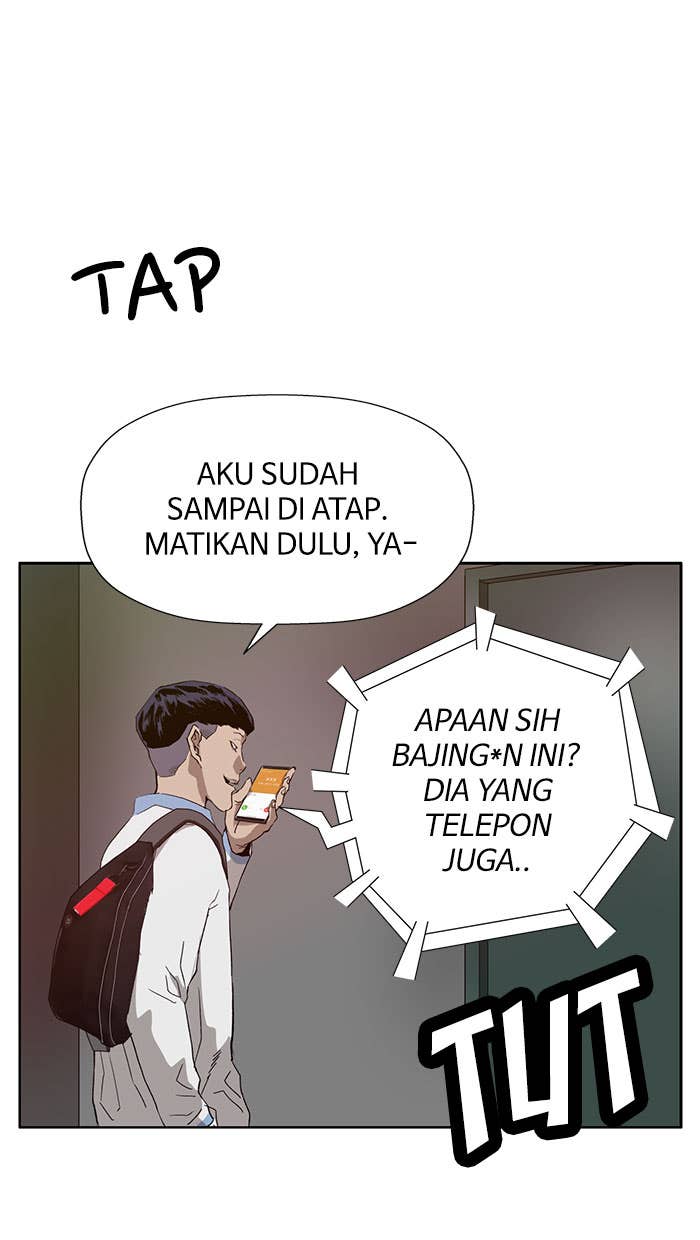 TAP
AKU SUDAH
SAMPAI DI ATAP.
MATIKAN DULU, YA-
APAAN SIH
BAJING*N INI?
DIA YANG
TELEPON
JUGA..
TUT